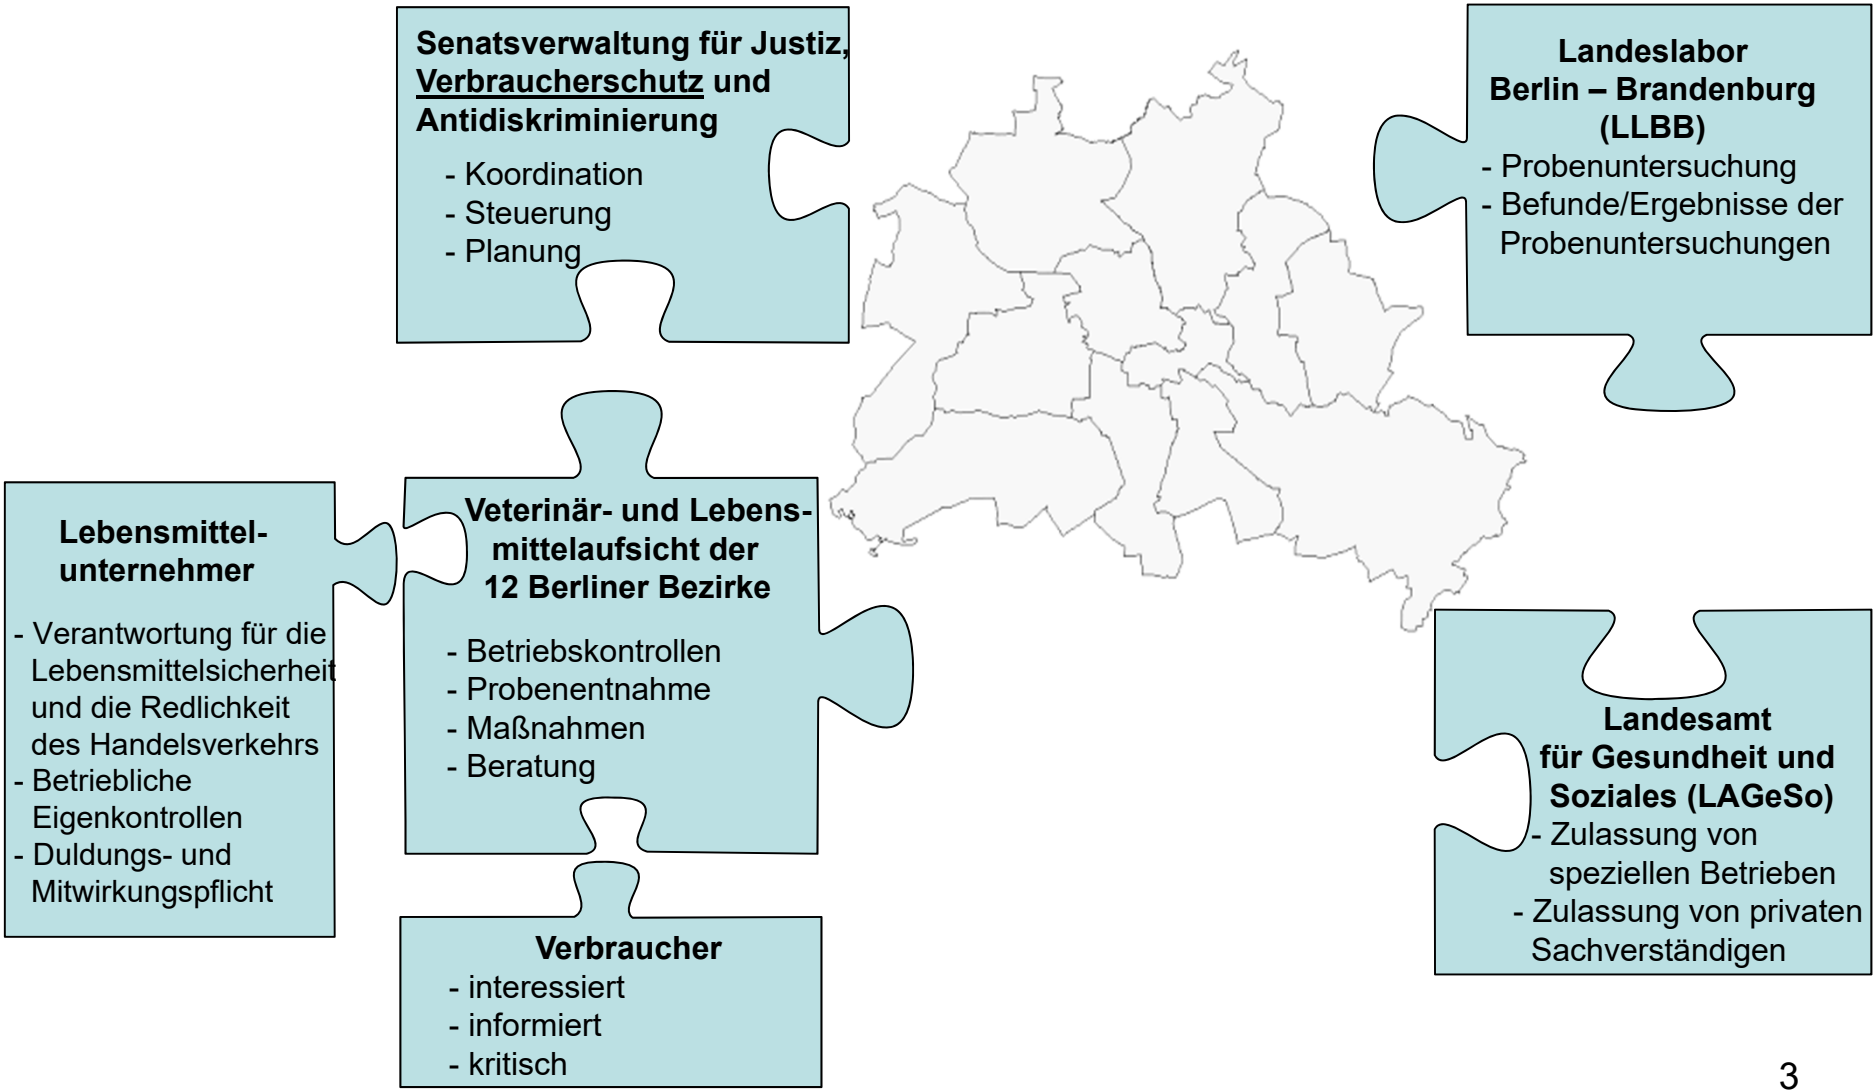 Senatsverwaltung für Justiz,
Verbraucherschutz und
Antidiskriminierung
- Koordination
- Steuerung
- Planung
Landeslabor
Berlin – Brandenburg
(LLBB)
- Probenuntersuchung
- Befunde/Ergebnisse der
Probenuntersuchungen
Lebensmittel-
unternehmer
- Verantwortung für die
Lebensmittelsicherheit
und die Redlichkeit
des Handelsverkehrs
- Betriebliche
Eigenkontrollen
- Duldungs- und
Mitwirkungspflicht
Veterinär- und Lebens-
mittelaufsicht der
12 Berliner Bezirke
- Betriebskontrollen
- Probenentnahme
- Maßnahmen
- Beratung
Landesamt
für Gesundheit und
Soziales (LAGeSo)
- Zulassung von
speziellen Betrieben
- Zulassung von privaten
Sachverständigen
Verbraucher
- interessiert
- informiert
- kritisch
3